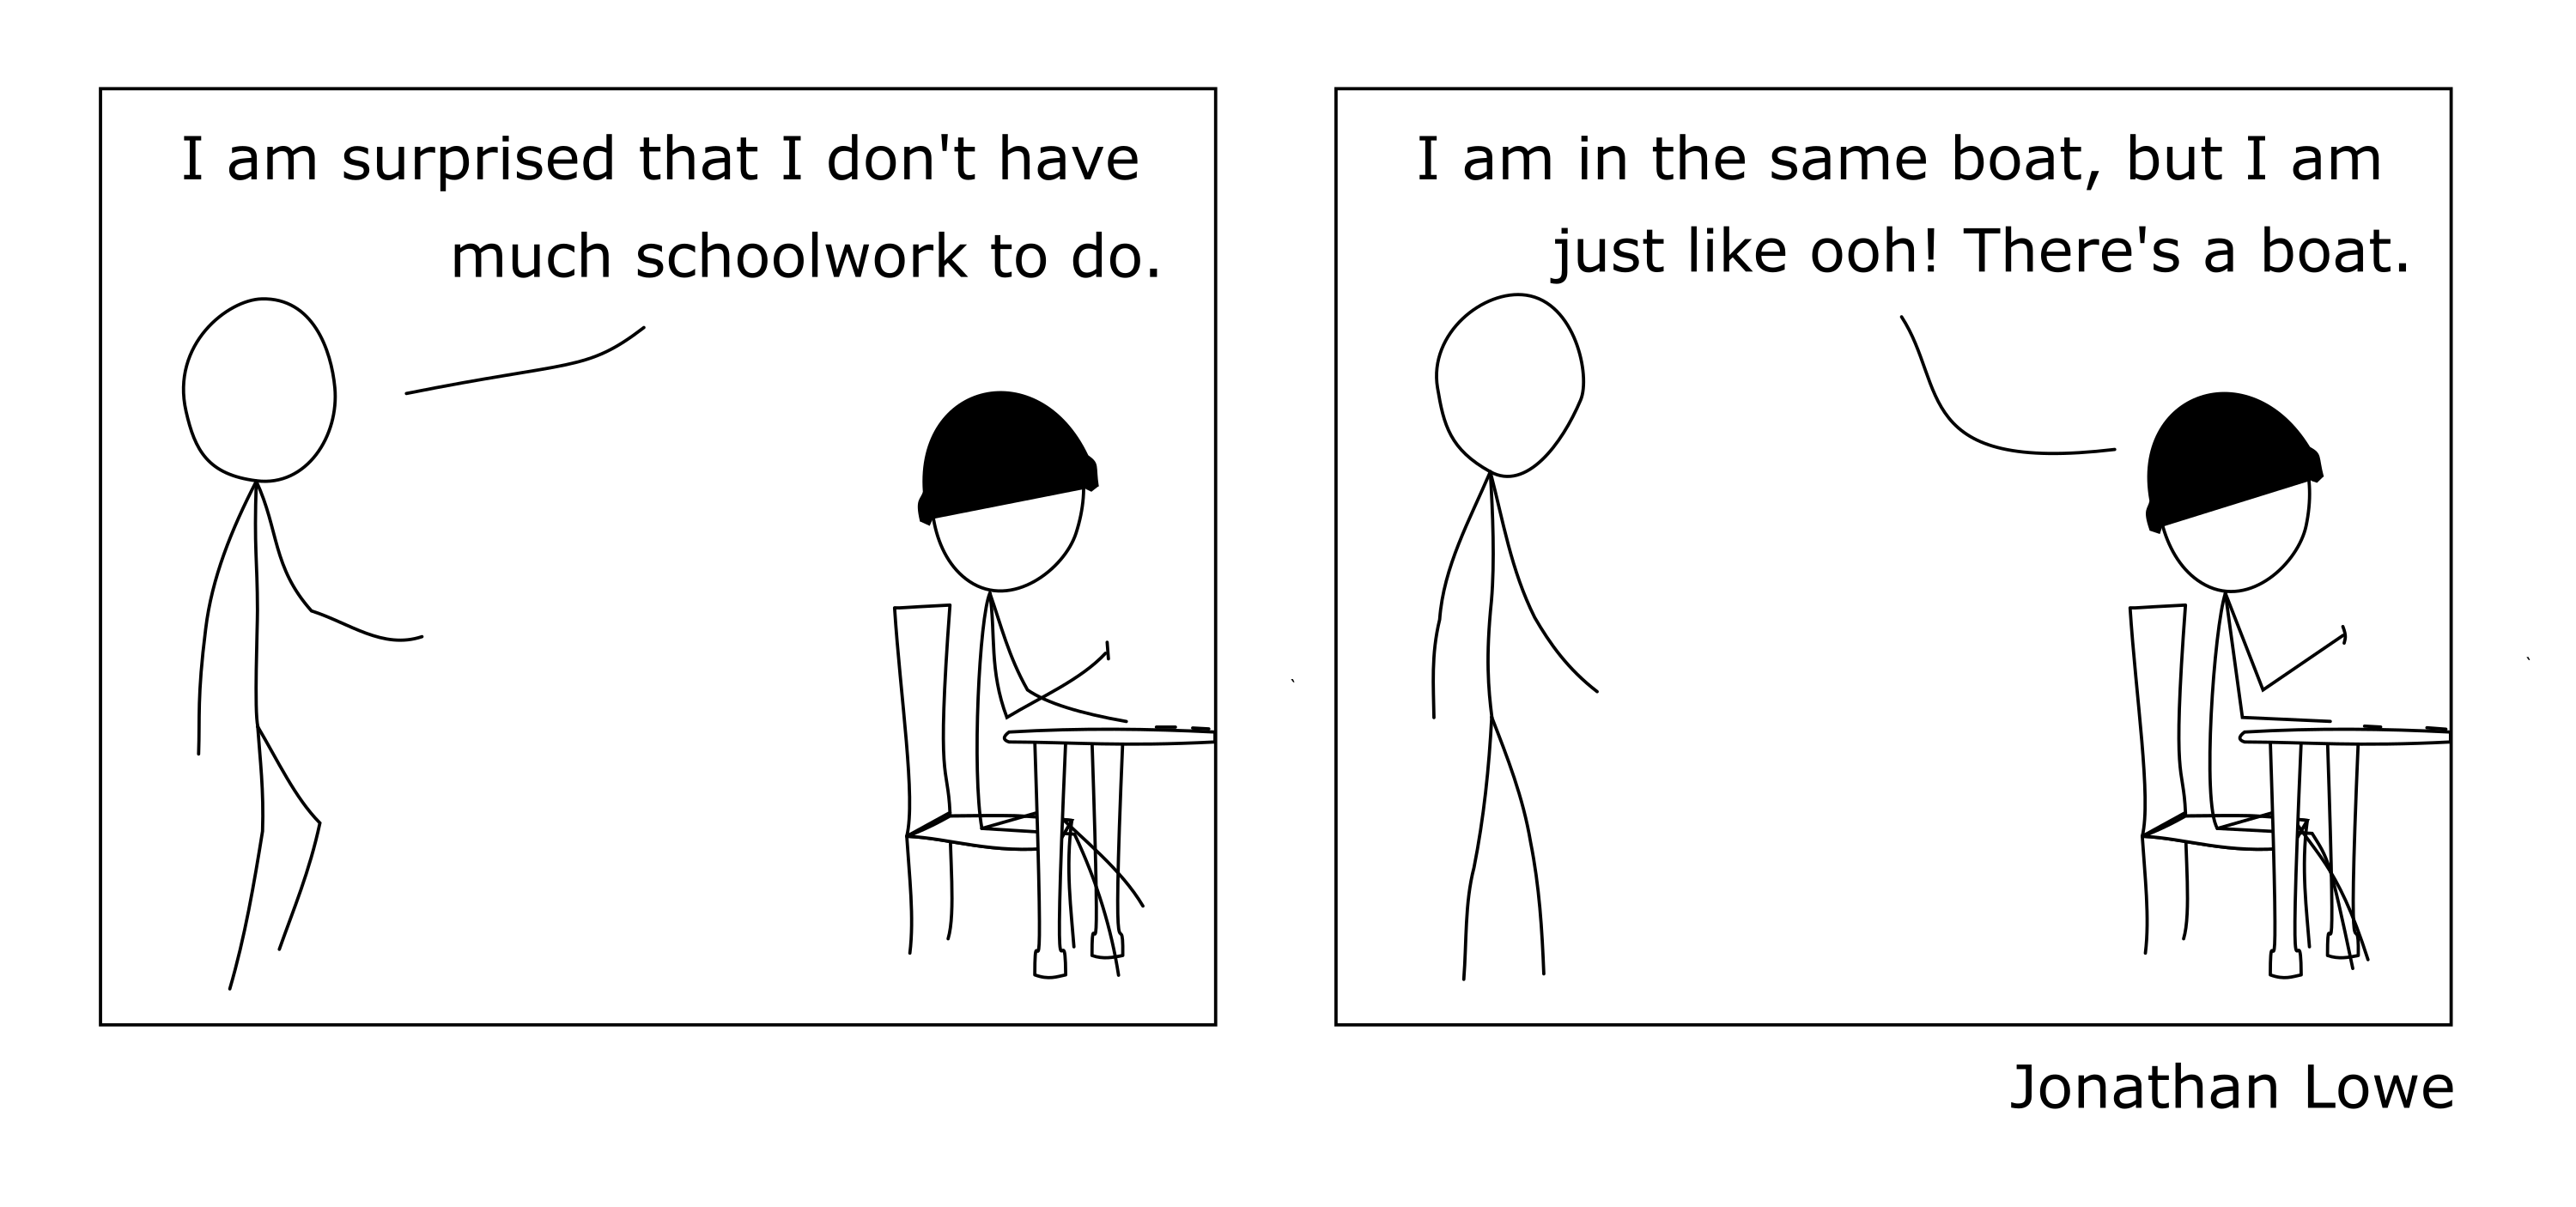 I am surprised that I don't have
much schoolwork to do.
I am in the same boat, but I am
just like ooh! There's a boat.
Jonathan Lowe